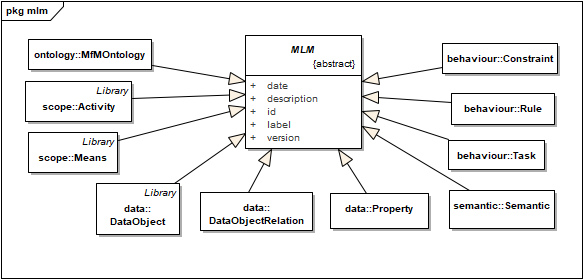 pkg mlm
ontology::MfMOntology
Library
scope::Activity
Library
scope::Means
Library
data::
DataObject
data::
DataObjectRelation
MLM
{abstract}
+ date
+ description
+ id
+ label
+ version
data::Property
behaviour::Constraint
behaviour::Rule
behaviour::Task
semantic::Semantic